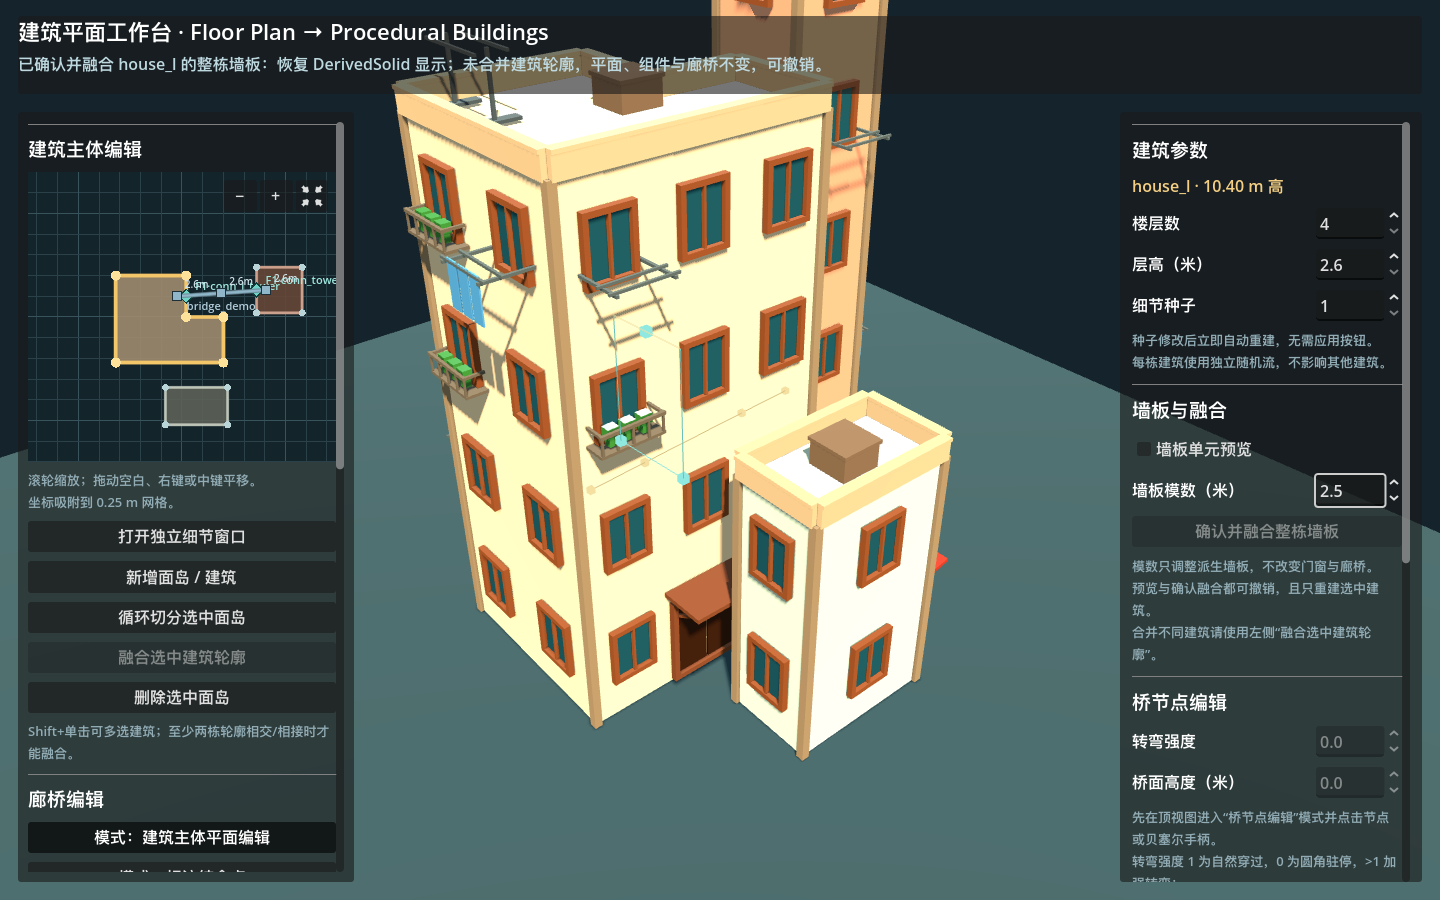 建筑平面工作台 · Floor Plan → Procedural Buildings
已确认并融合 house_l 的整栋墙板：恢复 DerivedSolid 显示；未合并建筑轮廓，平面、组件与廊桥不变，可撤销。
建筑主体编辑
− +
2.6m
2.6m
bridge_demo
滚轮缩放；拖动空白、右键或中键平移。
坐标吸附到 0.25 m 网格。
打开独立细节窗口
新增面岛 / 建筑
循环切分选中面岛
融合选中建筑轮廓
删除选中面岛
Shift+单击可多选建筑；至少两栋轮廓相交/相接时才
能融合。
廊桥编辑
模式：建筑主体平面编辑
建筑参数
house_l · 10.40 m 高
楼层数 4
层高（米） 2.6
细节种子 1
种子修改后立即自动重建，无需应用按钮。
每栋建筑使用独立随机流，不影响其他建筑。
墙板与融合
墙板单元预览
墙板模数（米） 2.5
确认并融合整栋墙板
模数只调整派生墙板，不改变门窗与廊桥。
预览与确认融合都可撤销，且只重建选中建
筑。
合并不同建筑请使用左侧“融合选中建筑轮
廓”。
桥节点编辑
转弯强度 0.0
桥面高度（米） 0.0
先在顶视图进入“桥节点编辑”模式并点击节点
或贝塞尔手柄。
转弯强度 1 为自然穿过，0 为圆角驻停，>1 加
强转弯；